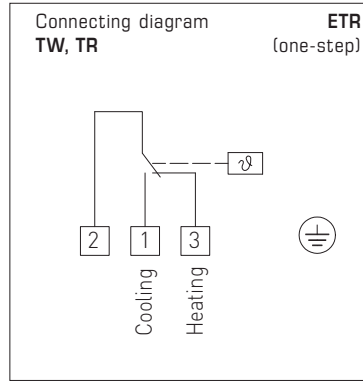 Connecting diagram
TW, TR
ETR
(one-step)
ϑ
2 1 3
Cooling
Heating